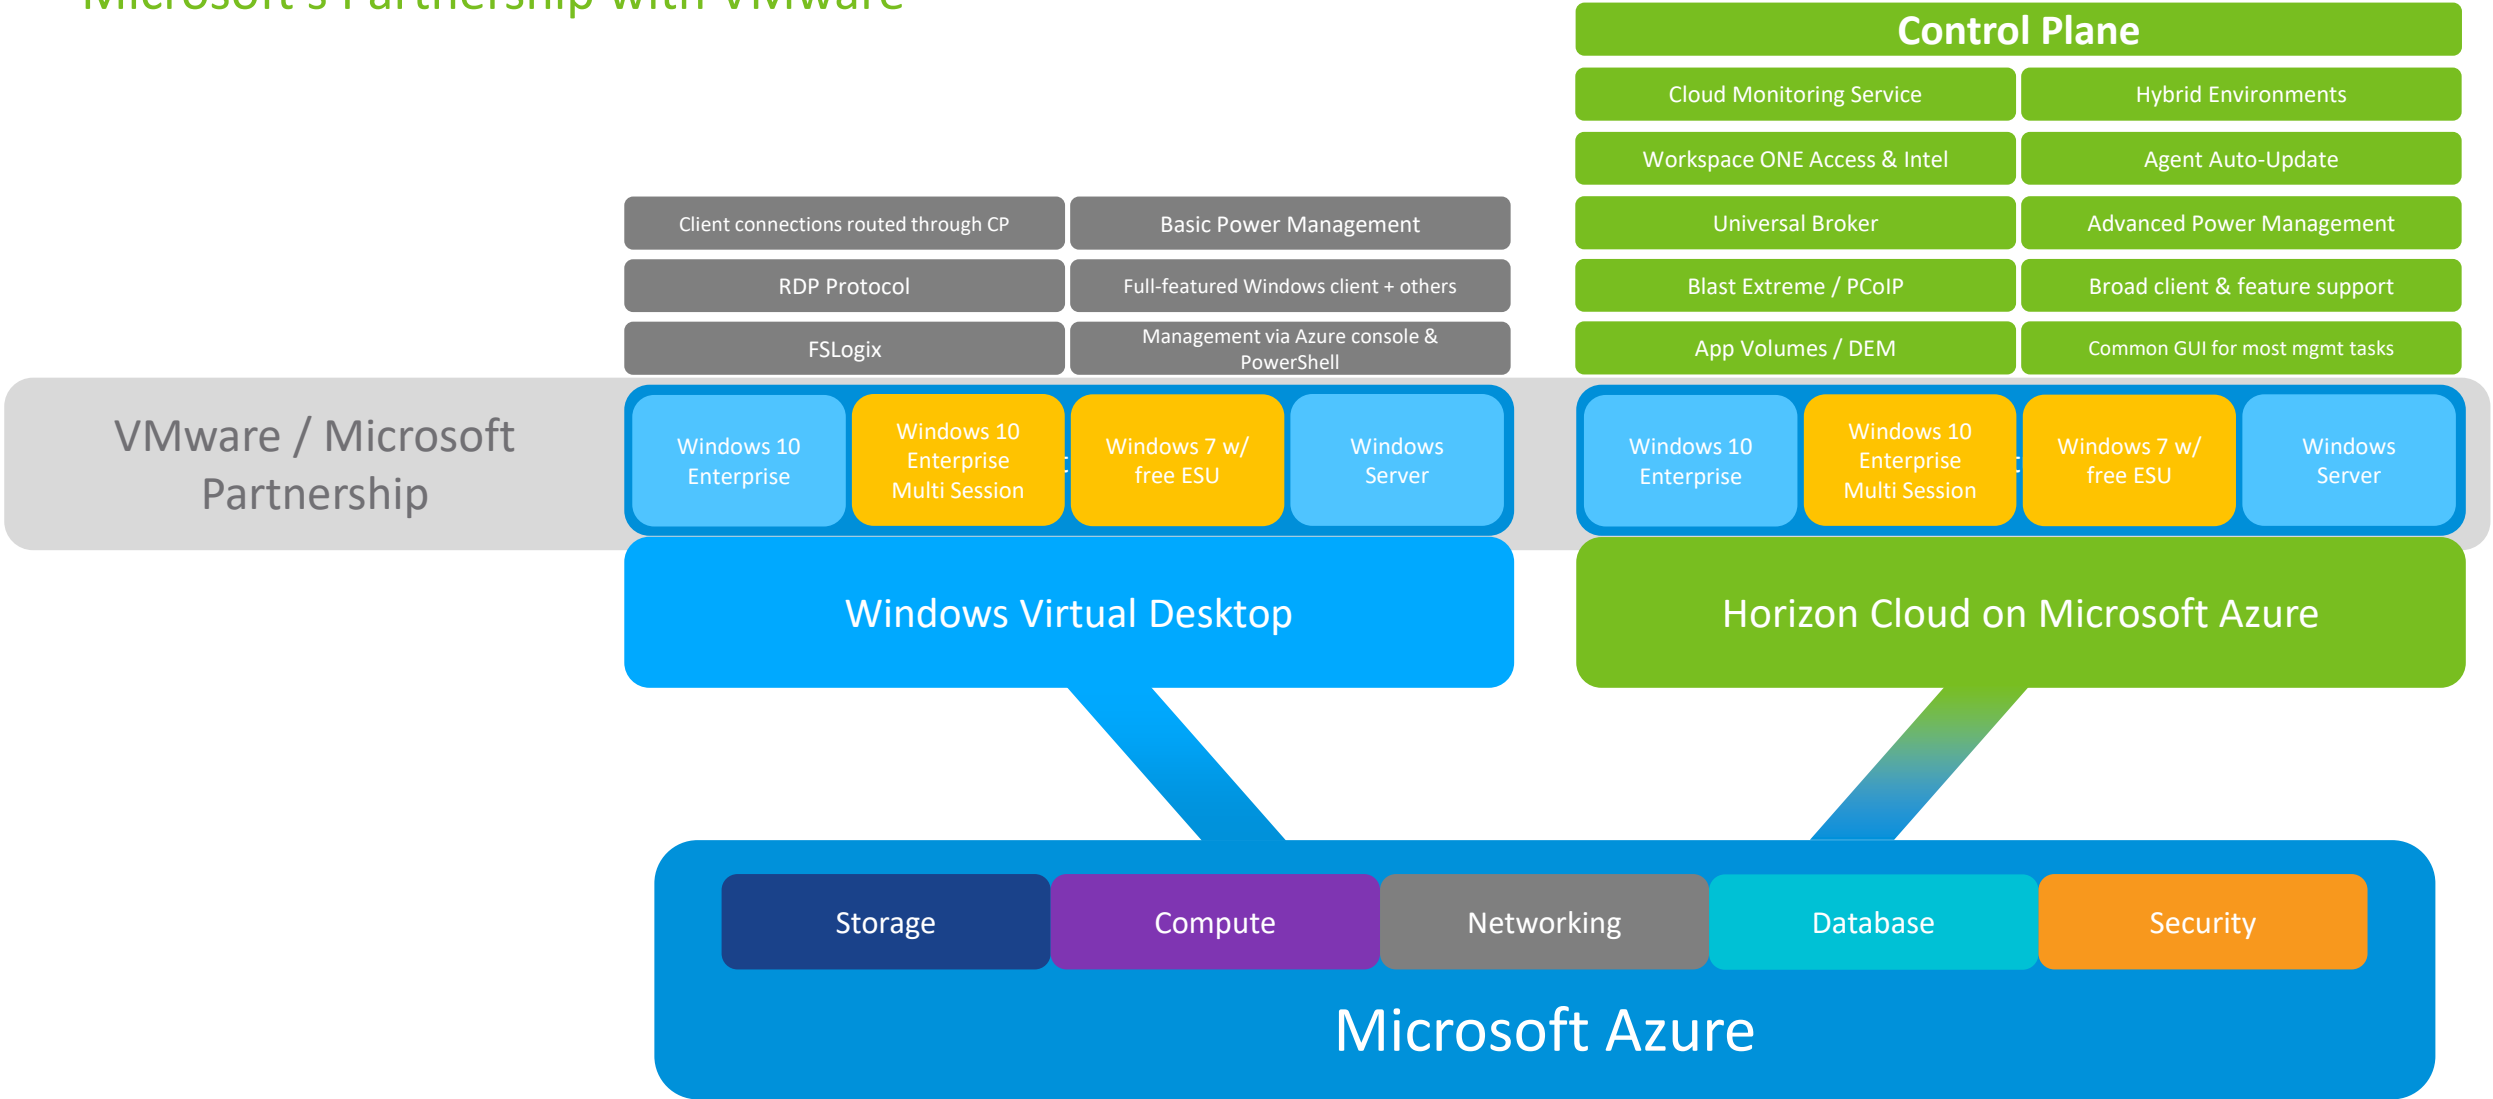 Microsoft's Partnership with VMware
Control Plane
Cloud Monitoring Service
Hybrid Environments
Workspace ONE Access & Intel
Agent Auto-Update
Client connections routed through CP
Basic Power Management
Universal Broker
Advanced Power Management
RDP Protocol
Full-featured Windows client + others
Blast Extreme / PCoIP
Broad client & feature support
FSLogix
Management via Azure console &
PowerShell
App Volumes / DEM
Common GUI for most mgmt tasks
VMware / Microsoft
Partnership
Windows 10
Enterprise
Windows 10
Enterprise
Multi Session
Windows 7 w/
free ESU
Windows
Server
Windows 10
Enterprise
Windows 10
Enterprise
Multi Session
Windows 7 w/
free ESU
Windows
Server
Windows Virtual Desktop
Horizon Cloud on Microsoft Azure
Storage
Compute
Networking
Database
Security
Microsoft Azure